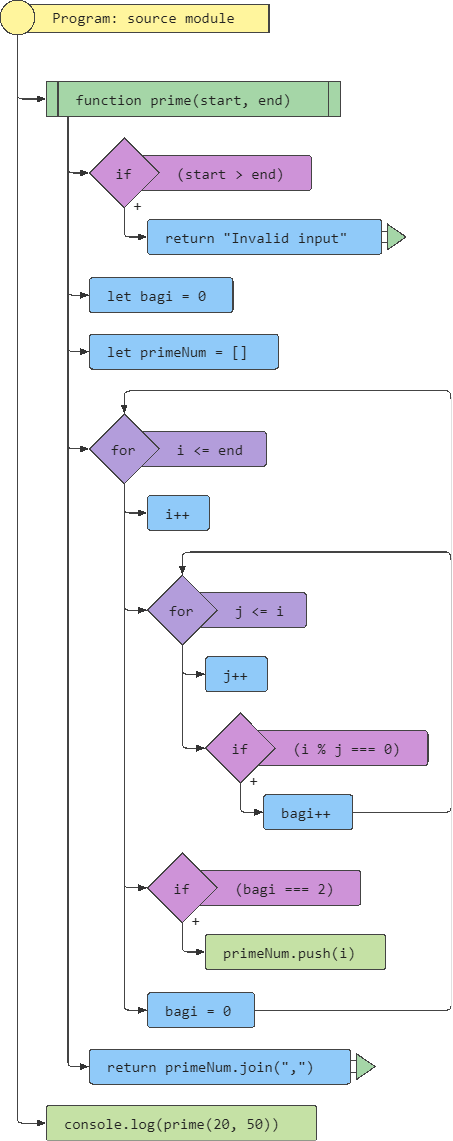 Program: source module
function prime(start, end)
if (start > end)
+
return "Invalid input"
let bagi = 0
let primeNum = []
for i <= end
i++
for j <= i
j++
if (i % j === 0)
+
bagi++
if (bagi === 2)
+
primeNum.push(i)
bagi = 0
return primeNum.join(",")
console.log(prime(20, 50))